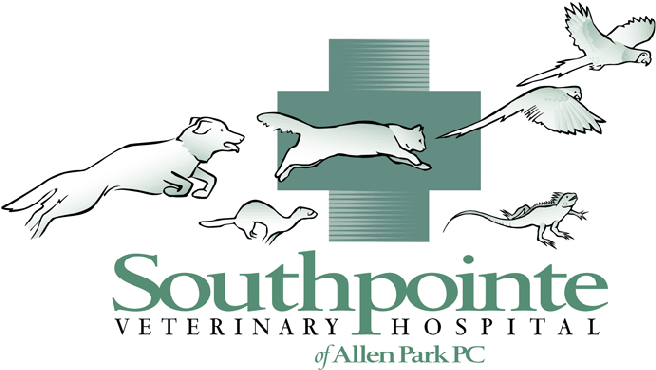 Southpointe
VETERINARY HOSPITAL
of Allen Park PC